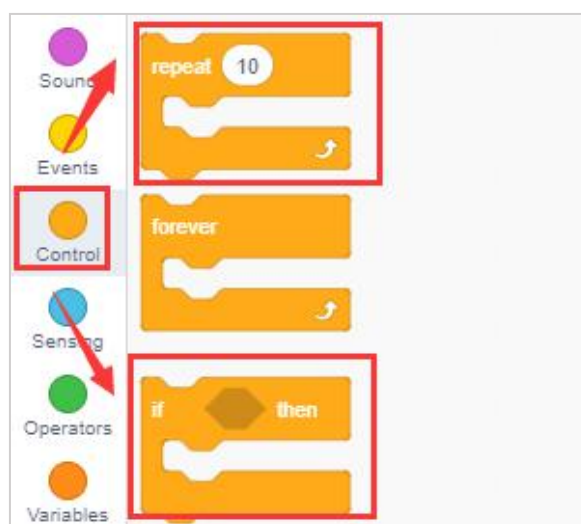 Sound
Events
Control
Sensing
Operators
Variables
repeat 10
forever
if then